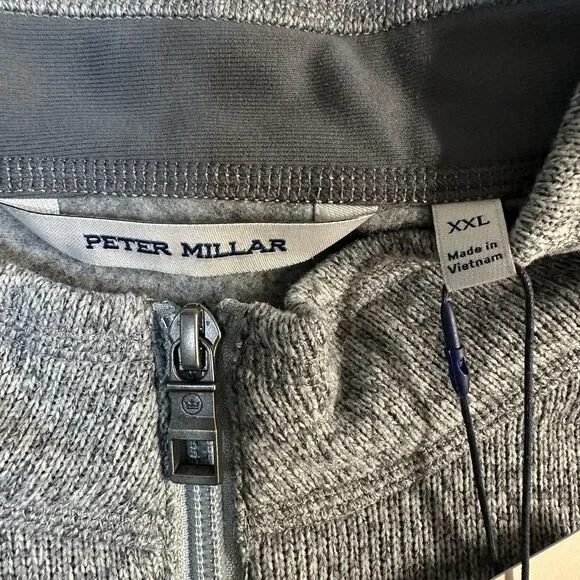 PETER MILLAR
XXL
Made in
Vietnam